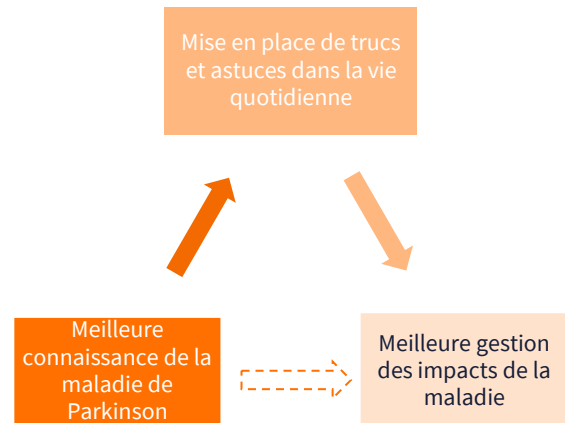 Mise en place de trucs
et astuces dans la vie
quotidienne
Meilleure
connaissance de la
maladie de
Parkinson
Meilleure gestion
des impacts de la
maladie